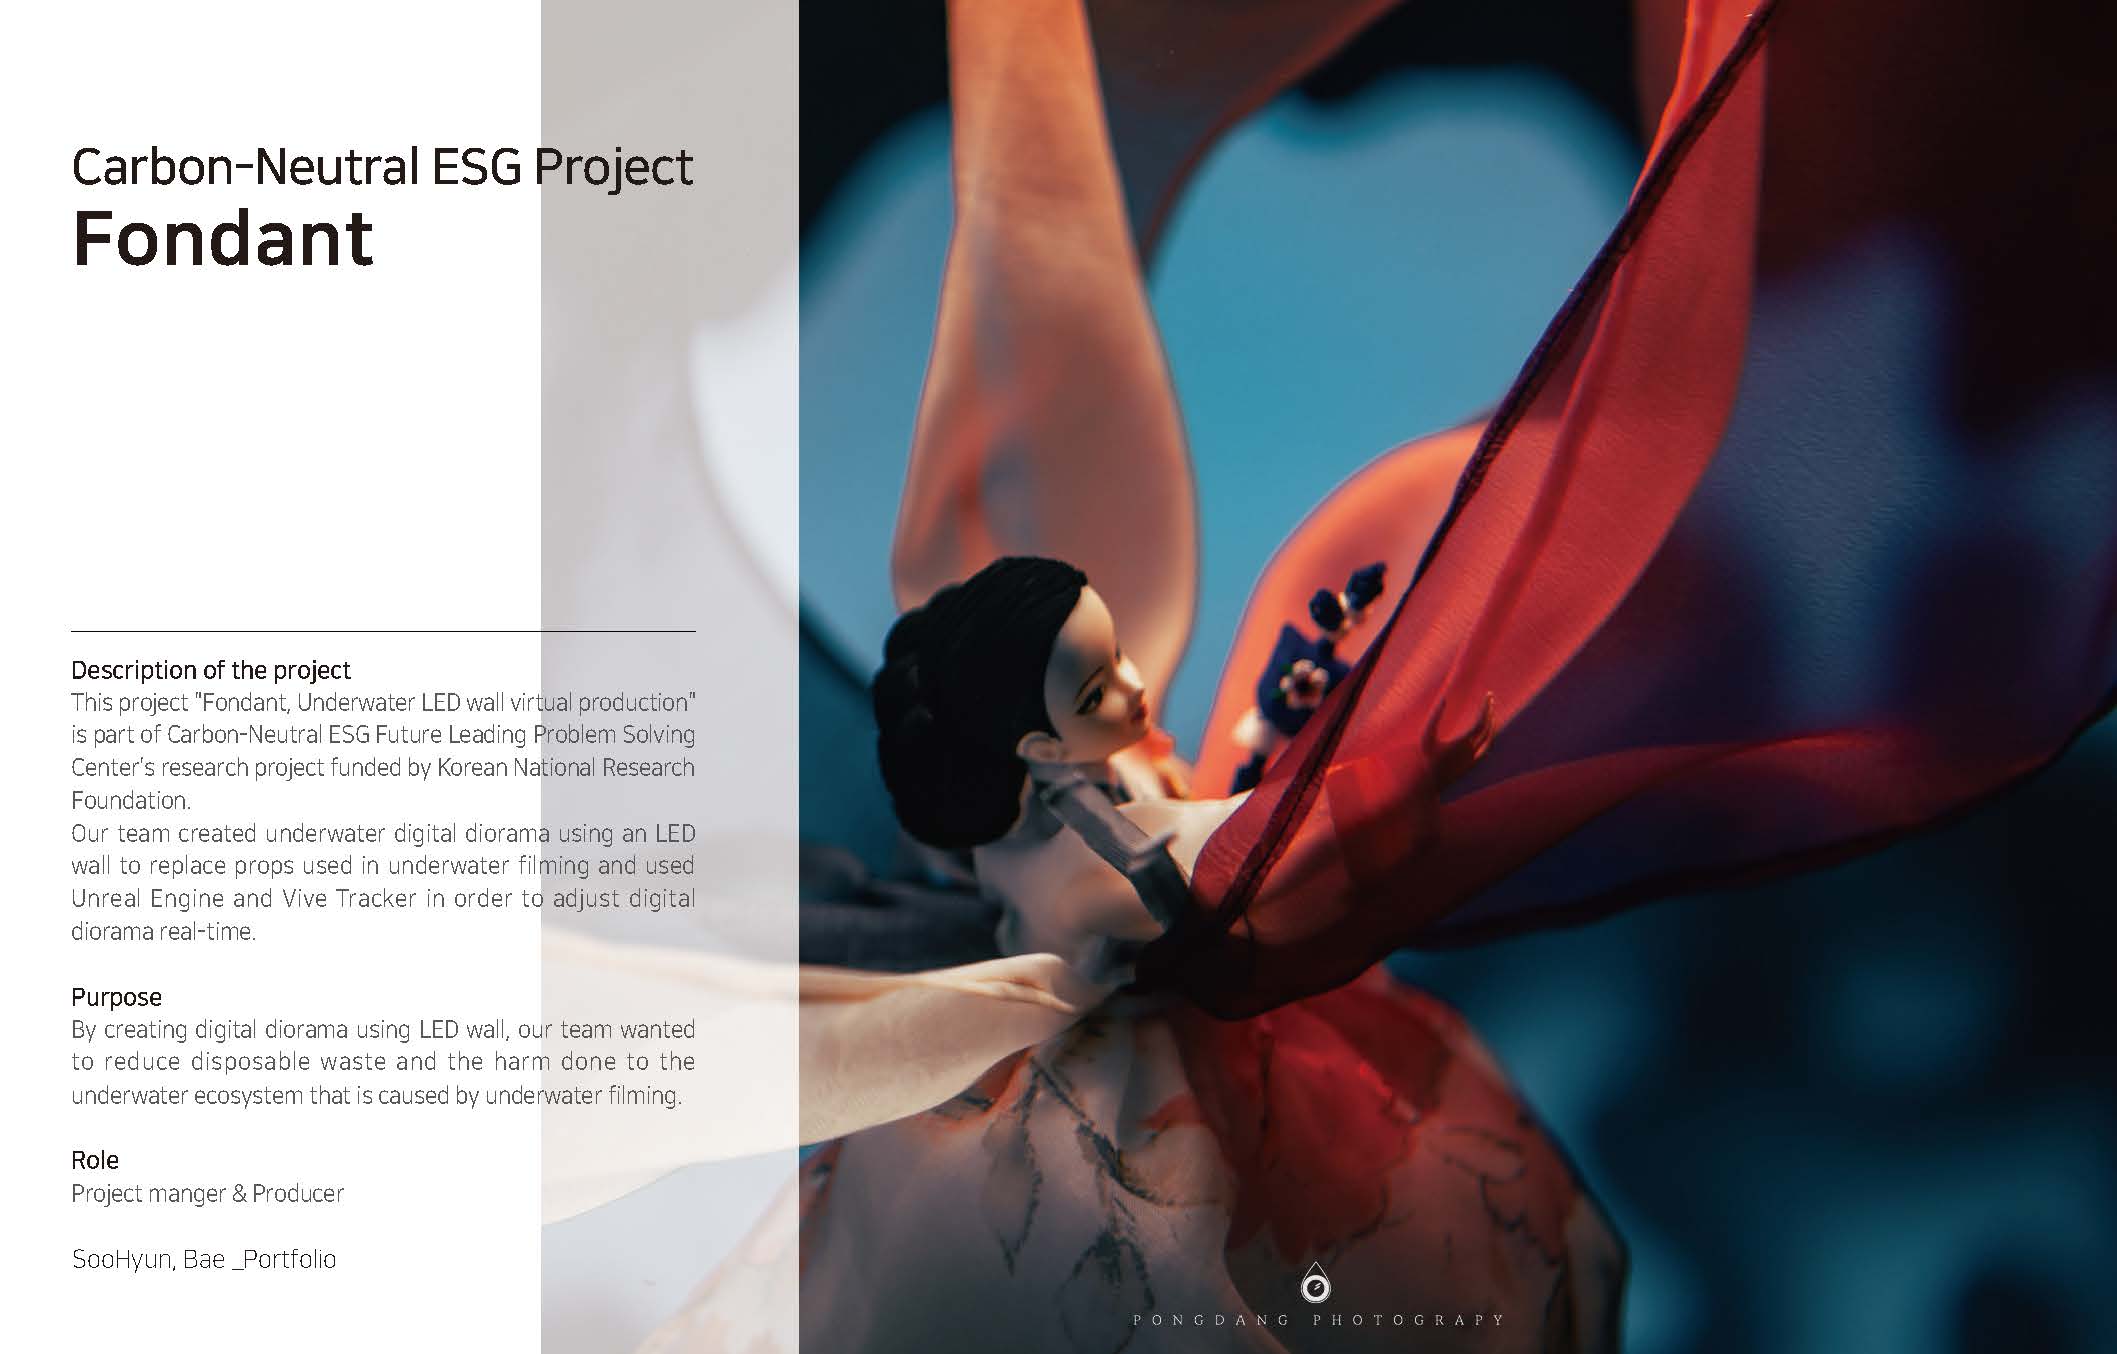 Carbon-Neutral ESG Project
Fondant
Description of the project
This project "Fondant, Underwater LED wall virtual production"
is part of Carbon-Neutral ESG Future Leading Problem Solving
Center's research project funded by Korean National Research
Foundation.
Our team created underwater digital diorama using an LED
wall to replace props used in underwater filming and used
Unreal Engine and Vive Tracker in order to adjust digital
diorama real-time.
Purpose
By creating digital diorama using LED wall, our team wanted
to reduce disposable waste and the harm done to the
underwater ecosystem that is caused by underwater filming.
Role
Project manger & Producer
SooHyun, Bae _Portfolio
PONGDANG PHOTOGRAPY